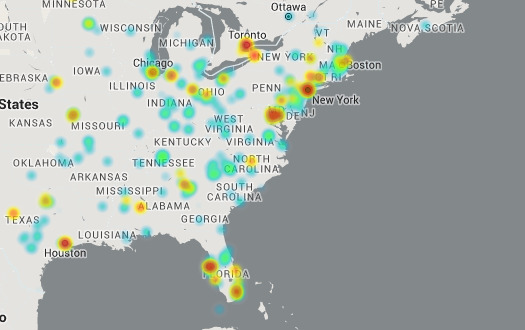 MINNESOTA
Ottawa
PE
WISCONSIN
MAINE
NOVA SCOTIA
VT
MICHIGAN
Toronto
NH
NEW YORK
Chicago
MA
Boston
IOWA
CT
RI
EBRASKA
ILLINOIS
OHIO
PENN
States
INDIANA
New York
MD
DE
NJ
KANSAS
MISSOURI
WEST
VIRGINIA
KENTUCKY
VIRGINIA
OKLAHOMA
TENNESSEE
NORTH
CAROLINA
ARKANSAS
MISSISSIPPI
SOUTH
CAROLINA
ALABAMA
TEXAS
GEORGIA
LOUISIANA
Houston
FLORIDA